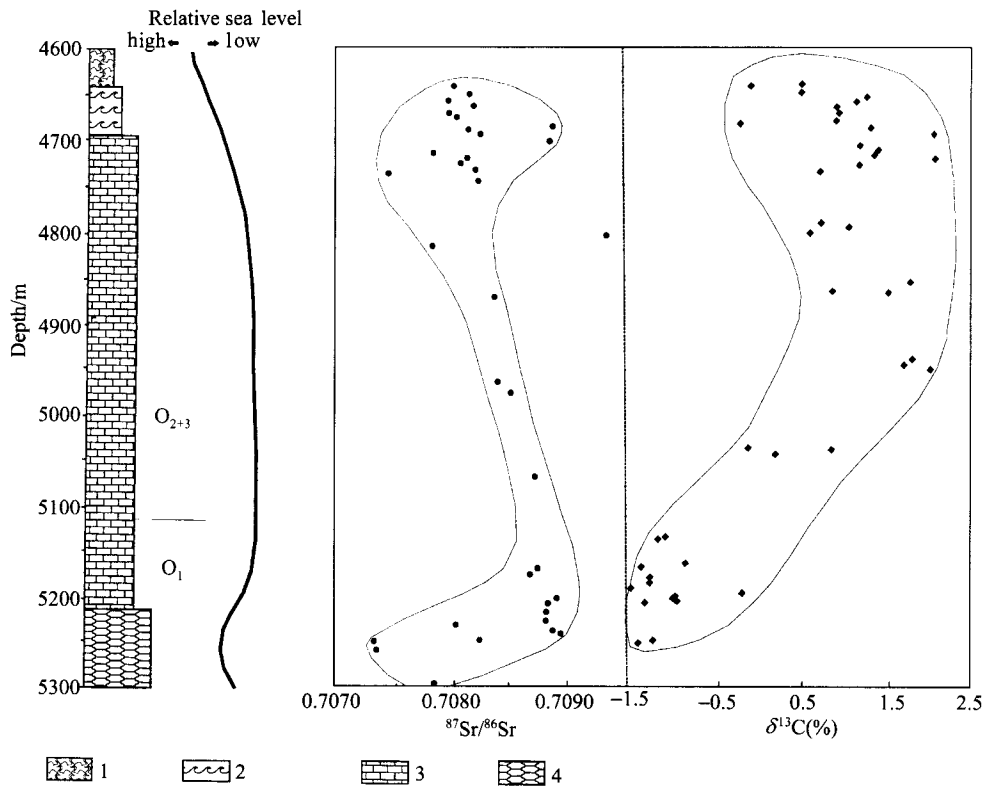 Relative sea level
high low
4600
4700
4800
4900
5000
5100
5200
5300
Depth/m
O₂₊₃
O₁
0.7070 0.7080 0.7090 −1.5 −0.5 0.5 1.5 2.5
⁸⁷Sr/⁸⁶Sr δ¹³C(%)
1 2 3 4